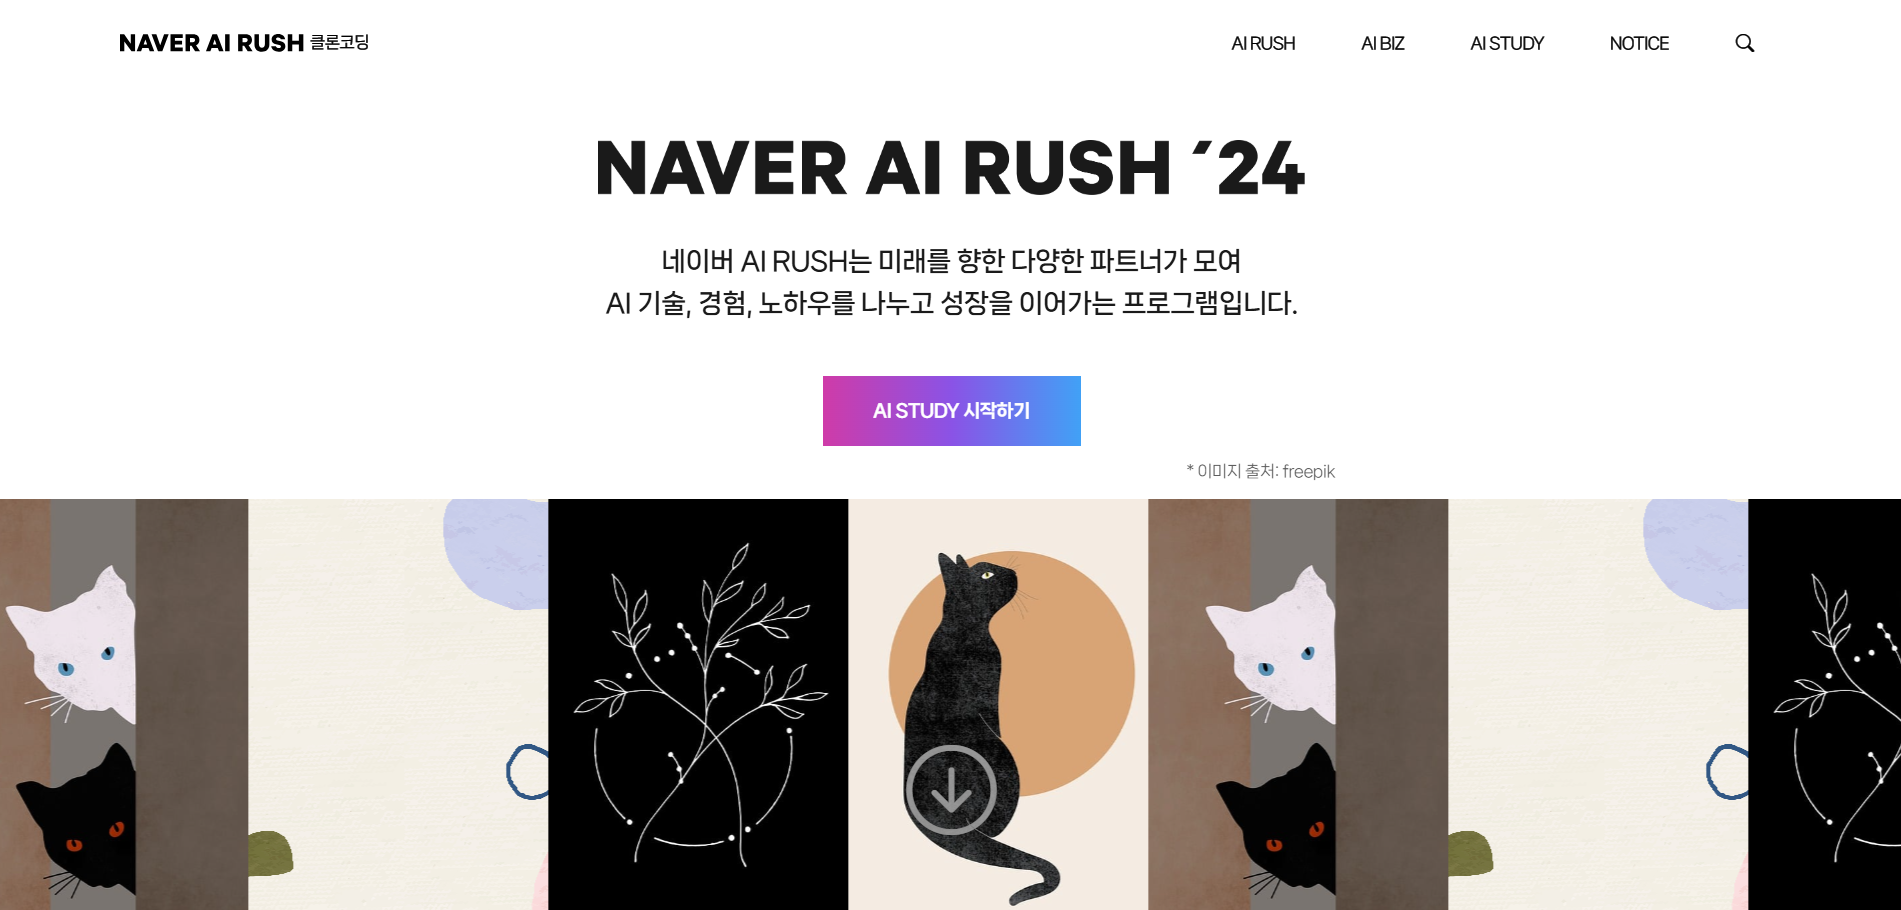 NAVER AI RUSH 클론코딩
AI RUSH
AI BIZ
AI STUDY
NOTICE
NAVER AI RUSH ´24
네이버 AI RUSH는 미래를 향한 다양한 파트너가 모여
AI 기술, 경험, 노하우를 나누고 성장을 이어가는 프로그램입니다.
AI STUDY 시작하기
* 이미지 출처: freepik